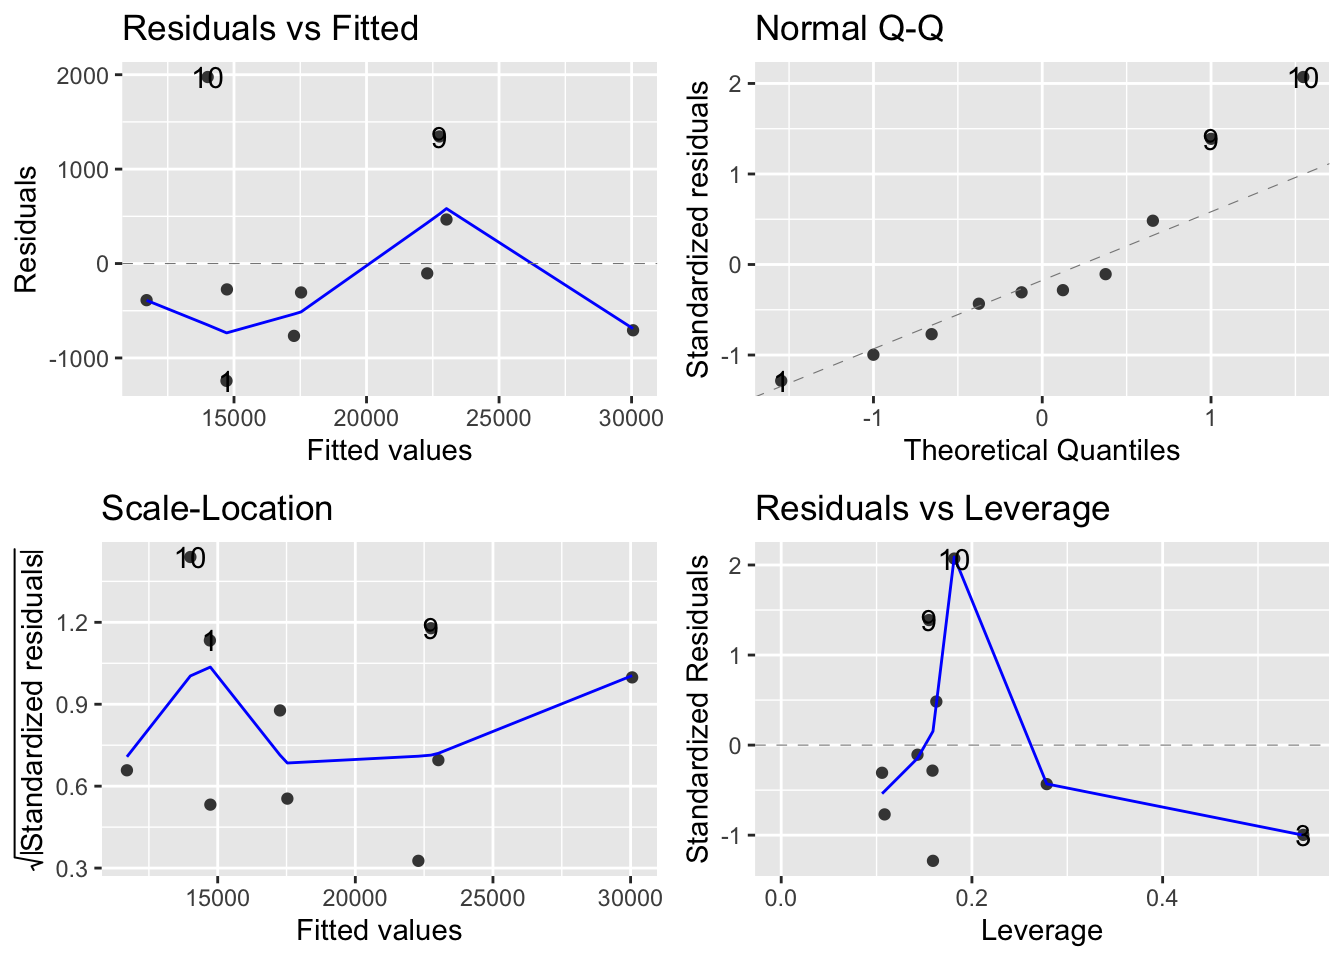 Residuals vs Fitted
Residuals
2000
1000
0
-1000
10
9
1
15000 20000 25000 30000
Fitted values
Normal Q-Q
Standardized residuals
2
1
0
-1
10
9
1
-1 0 1
Theoretical Quantiles
Scale-Location
√|Standardized residuals|
1.2
0.9
0.6
0.3
10
1
9
15000 20000 25000 30000
Fitted values
Residuals vs Leverage
Standardized Residuals
2
1
0
-1
10
9
3
0.0 0.2 0.4
Leverage